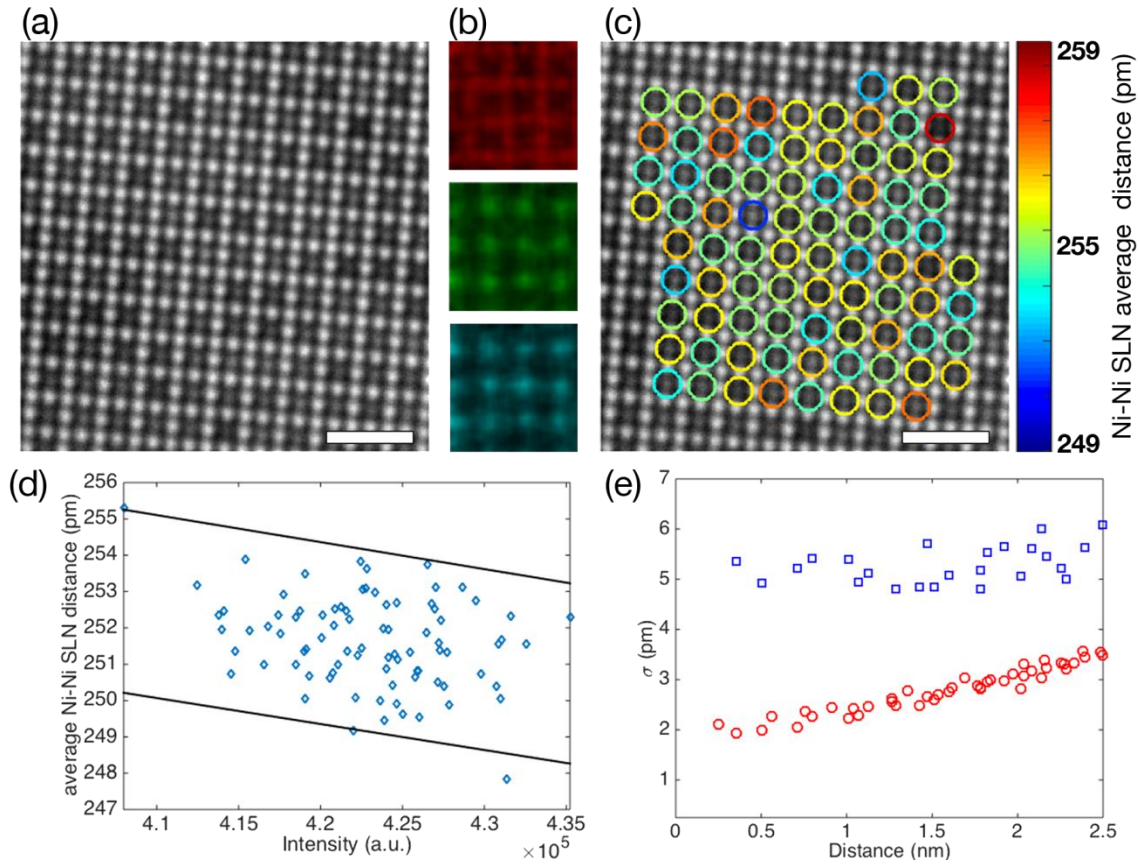 (a)
(b)
(c)
259
255
249
Ni-Ni SLN average distance (pm)
(d)
256
255
254
253
252
251
250
249
248
247
average Ni-Ni SLN distance (pm)
4.1 4.15 4.2 4.25 4.3 4.35
Intensity (a.u.)
×10⁵
(e)
7
6
5
4
3
2
1
σ (pm)
0 0.5 1 1.5 2 2.5
Distance (nm)